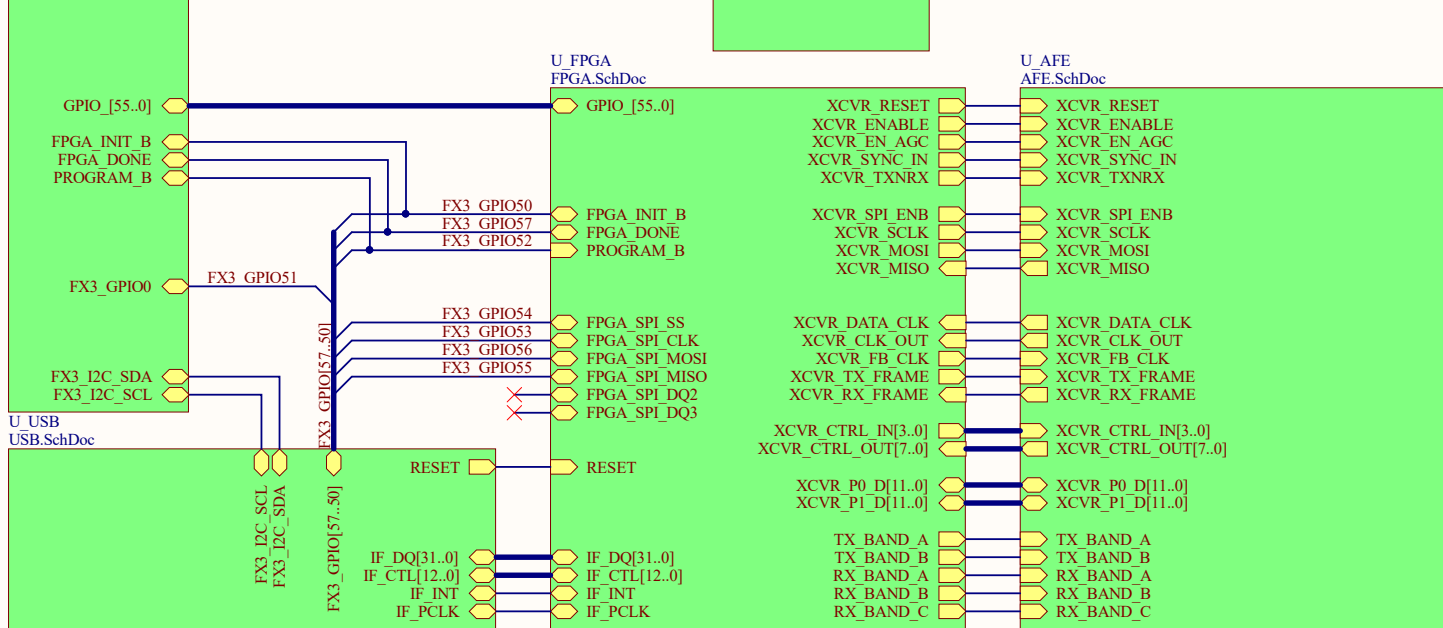 GPIO_[55..0]
FPGA_INIT_B
FPGA_DONE
PROGRAM_B
FX3_GPIO0
FX3_I2C_SDA
FX3_I2C_SCL
FX3_GPIO51
FX3_GPIO50
FX3_GPIO57
FX3_GPIO52
FX3_GPIO54
FX3_GPIO53
FX3_GPIO56
FX3_GPIO55
FX3_GPIO[57..50]
U_USB
USB.SchDoc
FX3_I2C_SCL
FX3_I2C_SDA
FX3_GPIO[57..50]
RESET
IF_DQ[31..0]
IF_CTL[12..0]
IF_INT
IF_PCLK
U_FPGA
FPGA.SchDoc
GPIO_[55..0]
FPGA_INIT_B
FPGA_DONE
PROGRAM_B
FPGA_SPI_SS
FPGA_SPI_CLK
FPGA_SPI_MOSI
FPGA_SPI_MISO
FPGA_SPI_DQ2
FPGA_SPI_DQ3
RESET
IF_DQ[31..0]
IF_CTL[12..0]
IF_INT
IF_PCLK
XCVR_RESET
XCVR_ENABLE
XCVR_EN_AGC
XCVR_SYNC_IN
XCVR_TXNRX
XCVR_SPI_ENB
XCVR_SCLK
XCVR_MOSI
XCVR_MISO
XCVR_DATA_CLK
XCVR_CLK_OUT
XCVR_FB_CLK
XCVR_TX_FRAME
XCVR_RX_FRAME
XCVR_CTRL_IN[3..0]
XCVR_CTRL_OUT[7..0]
XCVR_P0_D[11..0]
XCVR_P1_D[11..0]
TX_BAND_A
TX_BAND_B
RX_BAND_A
RX_BAND_B
RX_BAND_C
U_AFE
AFE.SchDoc
XCVR_RESET
XCVR_ENABLE
XCVR_EN_AGC
XCVR_SYNC_IN
XCVR_TXNRX
XCVR_SPI_ENB
XCVR_SCLK
XCVR_MOSI
XCVR_MISO
XCVR_DATA_CLK
XCVR_CLK_OUT
XCVR_FB_CLK
XCVR_TX_FRAME
XCVR_RX_FRAME
XCVR_CTRL_IN[3..0]
XCVR_CTRL_OUT[7..0]
XCVR_P0_D[11..0]
XCVR_P1_D[11..0]
TX_BAND_A
TX_BAND_B
RX_BAND_A
RX_BAND_B
RX_BAND_C